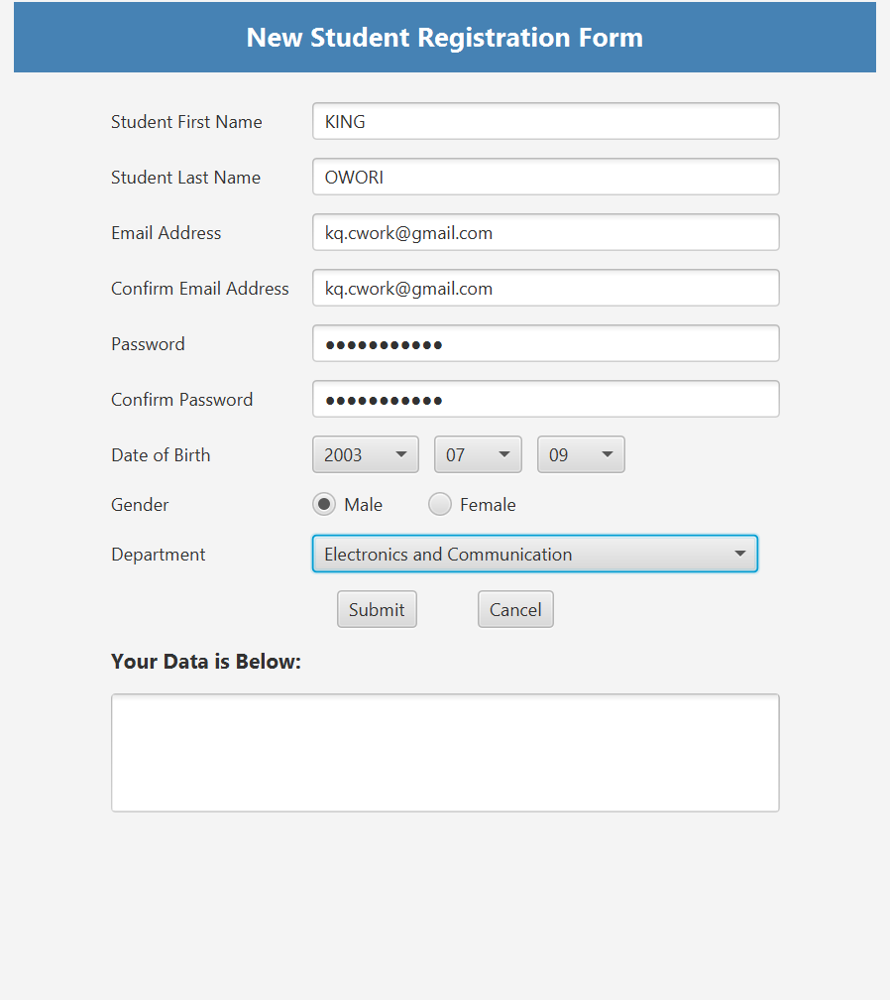 New Student Registration Form
Student First Name KING
Student Last Name OWORI
Email Address kq.cwork@gmail.com
Confirm Email Address kq.cwork@gmail.com
Password ●●●●●●●●●●●
Confirm Password ●●●●●●●●●●●
Date of Birth 2003 07 09
Gender Male Female
Department Electronics and Communication
Submit Cancel
Your Data is Below: